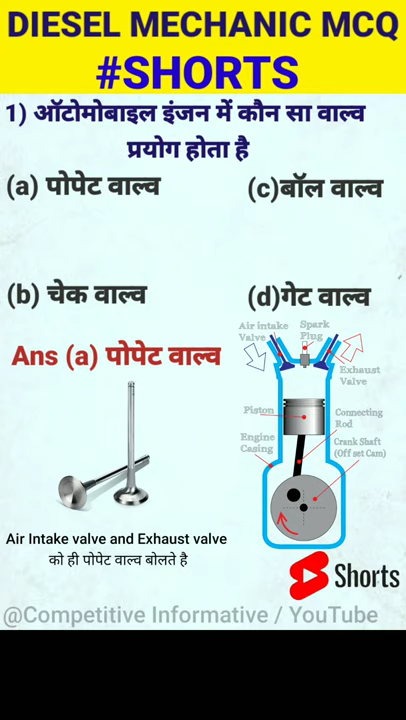 DIESEL MECHANIC MCQ
#SHORTS
1) ऑटोमोबाइल इंजन में कौन सा वाल्व
प्रयोग होता है
(a) पोपेट वाल्व
(c)बॉल वाल्व
(b) चेक वाल्व
(d)गेट वाल्व
Ans (a) पोपेट वाल्व
Air intake
Valve
Spark
Plug
Exhaust
Valve
Piston
Connecting
Rod
Engine
Casing
Crank Shaft
(Off set Cam)
Air Intake valve and Exhaust valve
को ही पोपेट वाल्व बोलते है
Shorts
@Competitive Informative / YouTube